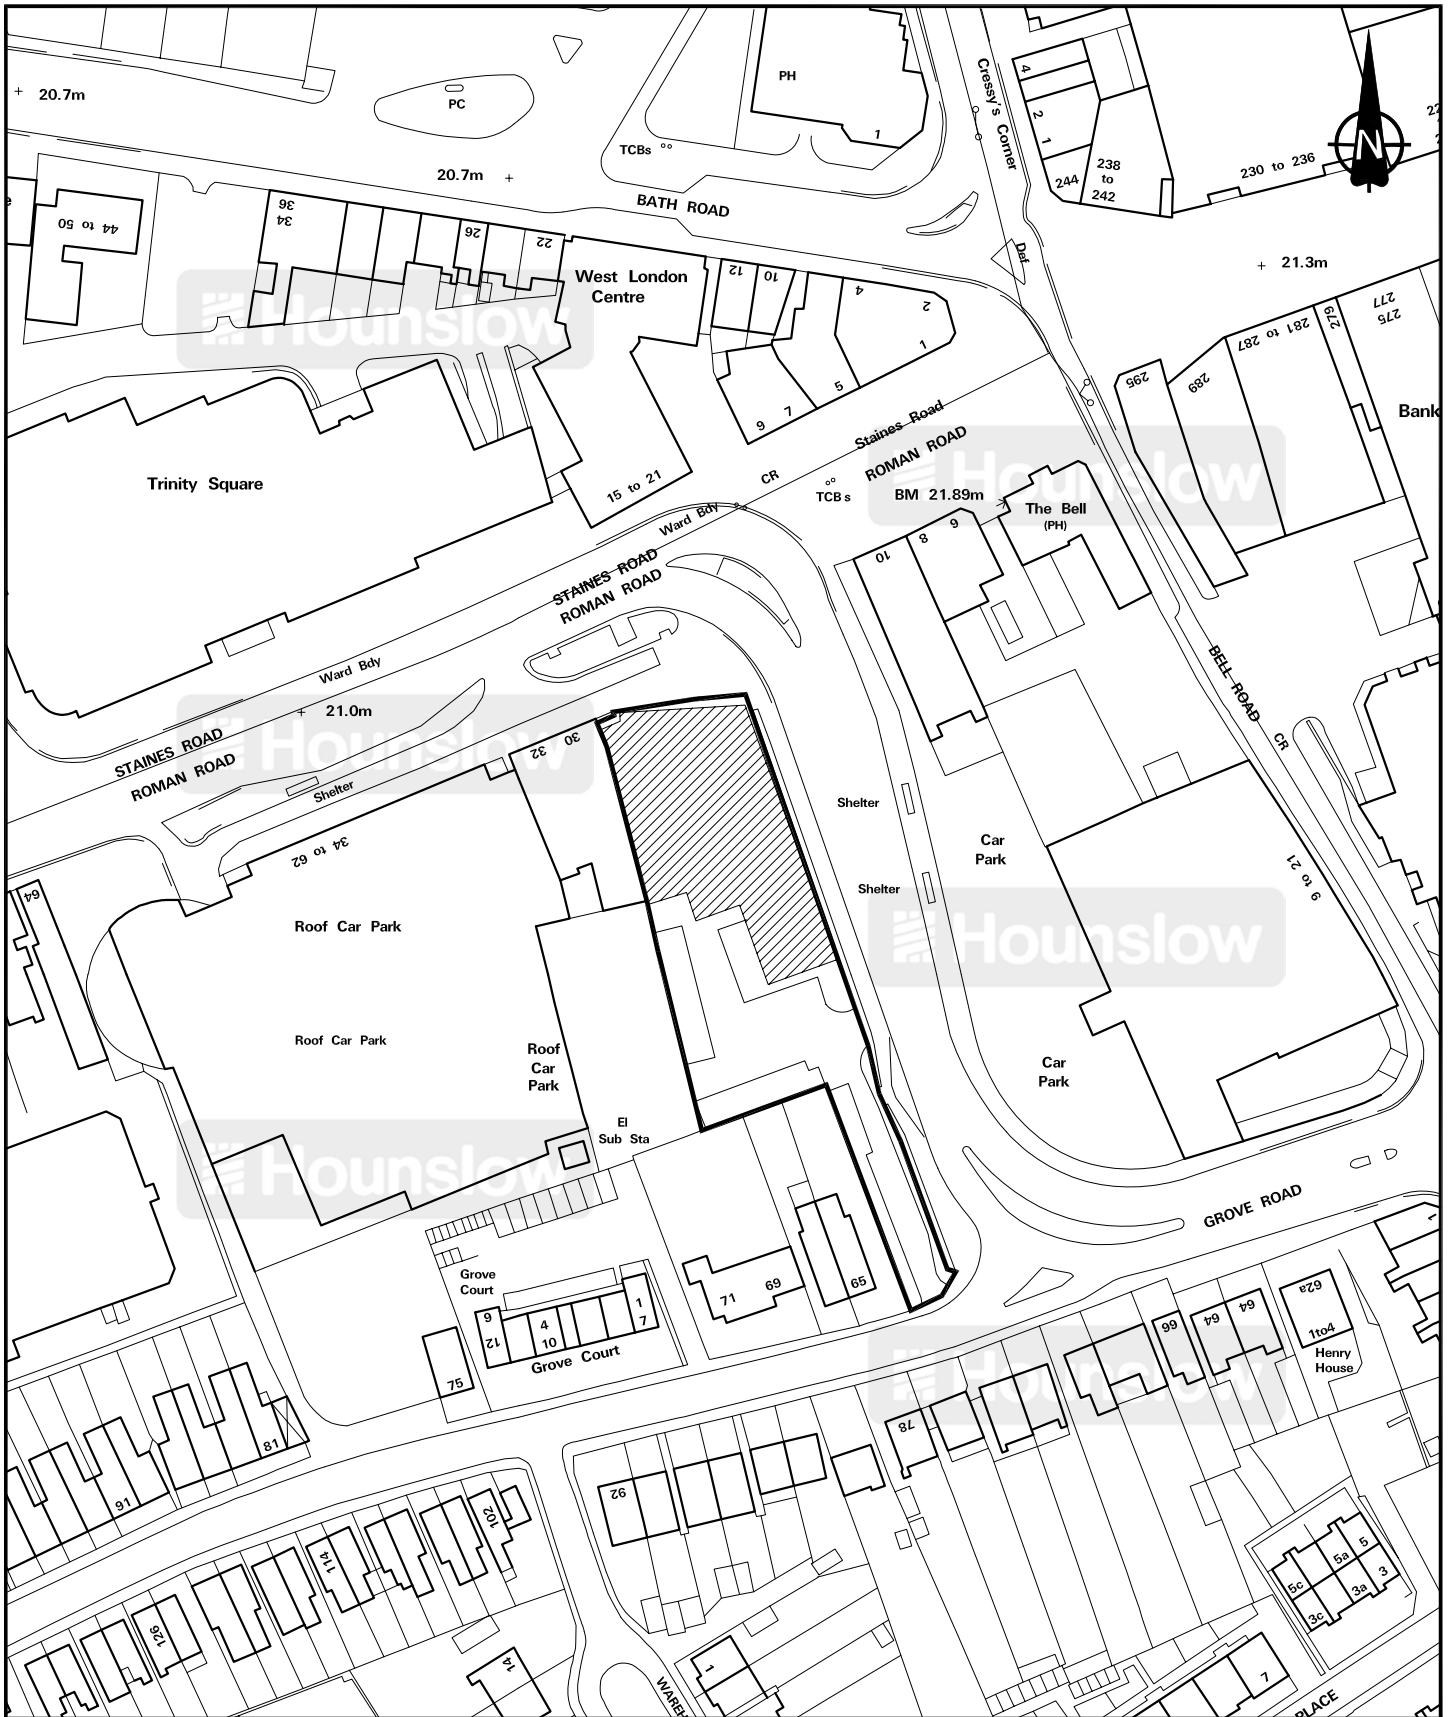 20.7m
PC
PH
1
TCBs
20.7m
BATH ROAD
Cressy's Corner
4
2
1
244
238
to
242
230 to 236
N
44 to 50
36
34
26
22
West London
Centre
12
10
4
2
1
5
7
9
Def
21.3m
277
275
279
281 to 287
289
295
Bank
Hounslow
Trinity Square
15 to 21
CR
Staines Road
ROMAN ROAD
TCB s
BM 21.89m
The Bell
(PH)
Hounslow
Ward Bdy
10
8
6
STAINES ROAD
ROMAN ROAD
Ward Bdy
21.0m
Hounslow
STAINES ROAD
ROMAN ROAD
Shelter
32
30
34 to 62
BELL ROAD
CR
Shelter
Car
Park
Shelter
9 to 21
64
Roof Car Park
Hounslow
Roof Car Park
Roof
Car
Park
Car
Park
El
Sub Sta
Hounslow
GROVE ROAD
Grove
Court
9
12
4
10
1
7
Grove Court
75
71
69
65
62a
1to4
Henry
House
64
64
66
1
Hounslow
78
81
91
92
102
114
126
14
1
WAREH
5c
5a
5
3c
3a
3
7
PLACE